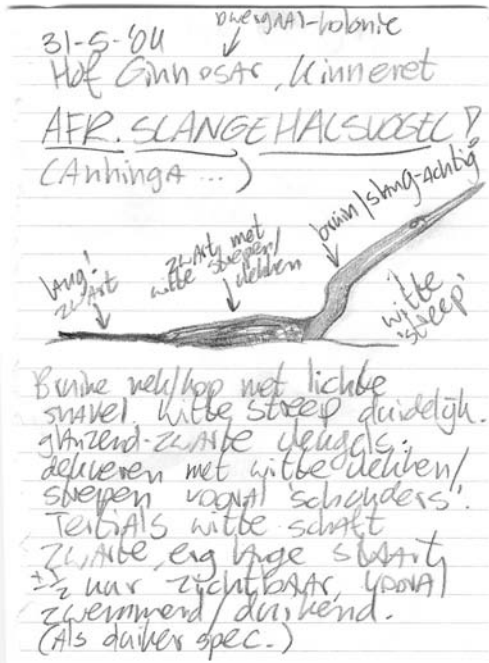 Dwergaal-kolonie
31-5-'04
Hof Ginnosar, Kinneret
AFR. SLANGEHALSVOGEL!
(Anhinga ...)
bruin/slang-achtig
zwart met
witte strepen/
vlekken
lang!
zwart
witte
'streep'
Bruine nek/kop met lichte
snavel, witte streep duidelijk.
glanzend-zwarte vleugels.
dekveren met witte vlekken/
strepen vooral 'schouders'.
Tertials witte schaft
Zwarte, erg lange staart,
± ½ uur zichtbaar, vooral
zwemmend/duikend.
(Als duiker spec.)